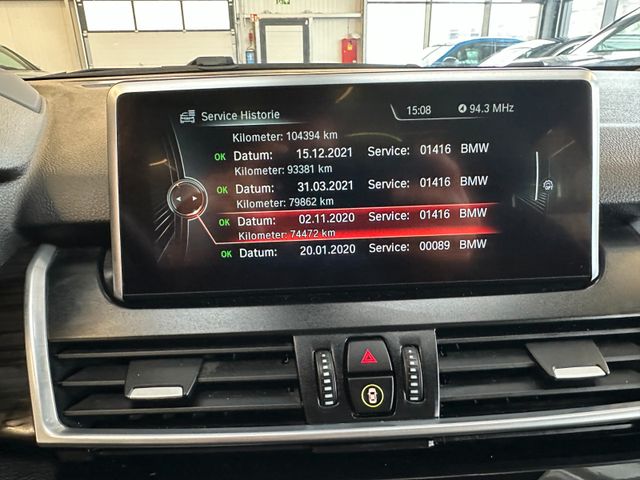 Service Historie
15:08
94.3 MHz
Kilometer: 104394 km
OK Datum: 15.12.2021 Service: 01416 BMW
Kilometer: 93381 km
OK Datum: 31.03.2021 Service: 01416 BMW
Kilometer: 79862 km
OK Datum: 02.11.2020 Service: 01416 BMW
Kilometer: 74472 km
OK Datum: 20.01.2020 Service: 00089 BMW